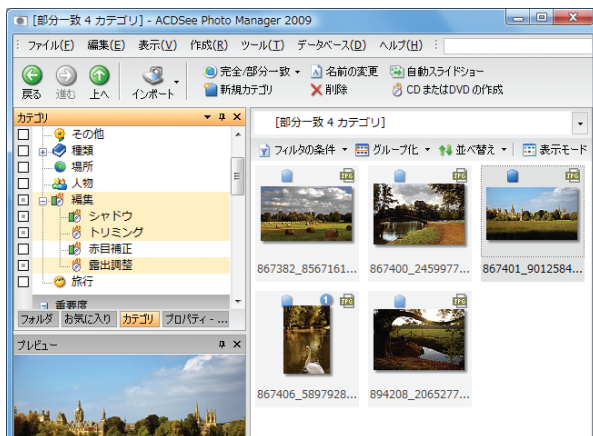 [部分一致 4 カテゴリ] - ACDSee Photo Manager 2009
ファイル(F) 編集(E) 表示(V) 作成(R) ツール(T) データベース(D) ヘルプ(H)
戻る 進む 上へ インポート
完全/部分一致 名前の変更 自動スライドショー
新規カテゴリ 削除 CD または DVD の作成
カテゴリ
その他
種類
場所
人物
編集
シャドウ
トリミング
赤目補正
露出調整
旅行
重要度
フォルダ お気に入り カテゴリ プロパティ - ...
プレビュー
[部分一致 4 カテゴリ]
フィルタの条件 グループ化 並べ替え 表示モード
JPG JPG JPG
867382_8567161... 867400_2459977... 867401_9012584...
1 JPG JPG
867406_5897928... 894208_2065277...